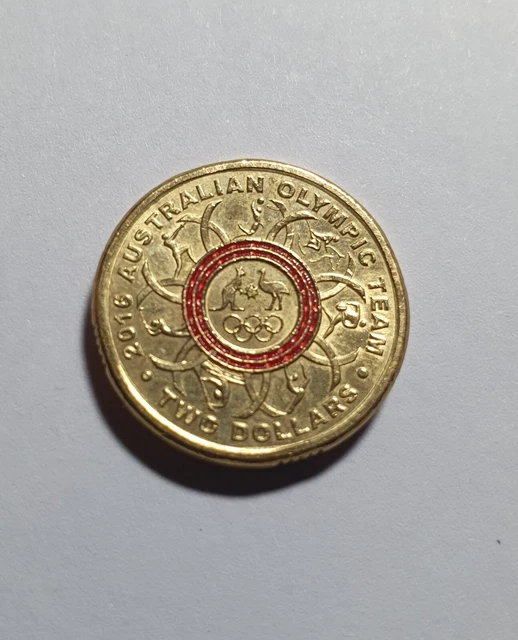 2016 AUSTRALIAN OLYMPIC TEAM
• TWO DOLLARS •